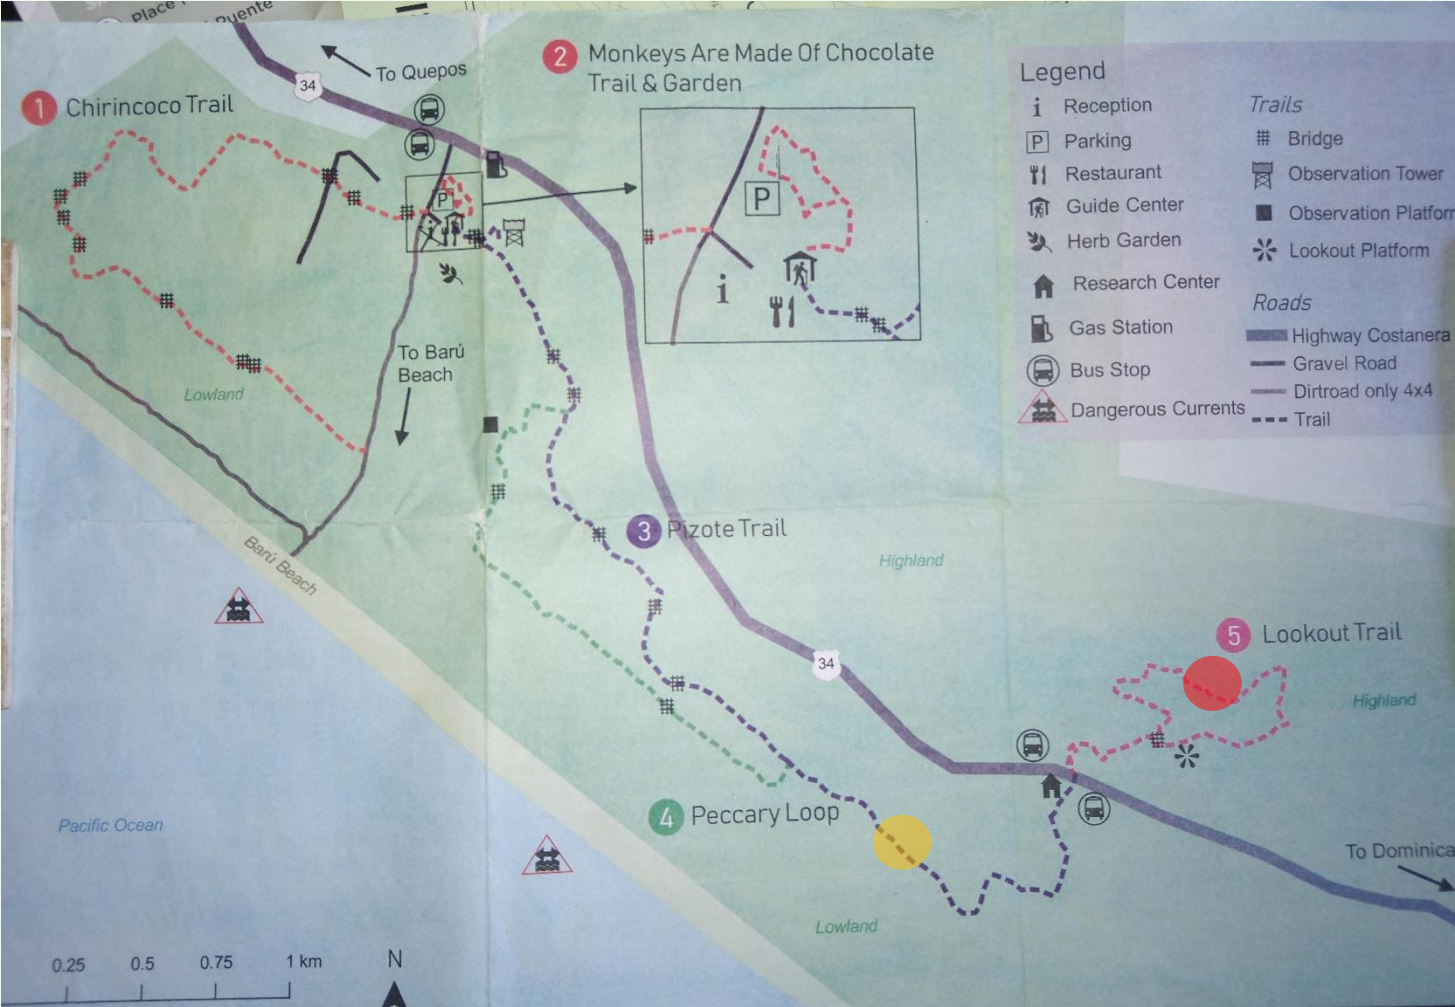 Place
Puente
To Quepos
34
1 Chirincoco Trail
2 Monkeys Are Made Of Chocolate
Trail & Garden
P
i
P
i
To Barú
Beach
Lowland
Barú Beach
3 Pizote Trail
Highland
34
5 Lookout Trail
Highland
4 Peccary Loop
Pacific Ocean
Lowland
To Dominica
0.25 0.5 0.75 1 km
N
Legend
i Reception
P Parking
Restaurant
Guide Center
Herb Garden
Research Center
Gas Station
Bus Stop
Dangerous Currents
Trails
Bridge
Observation Tower
Observation Platfor
Lookout Platform
Roads
Highway Costanera
Gravel Road
Dirtroad only 4x4
Trail